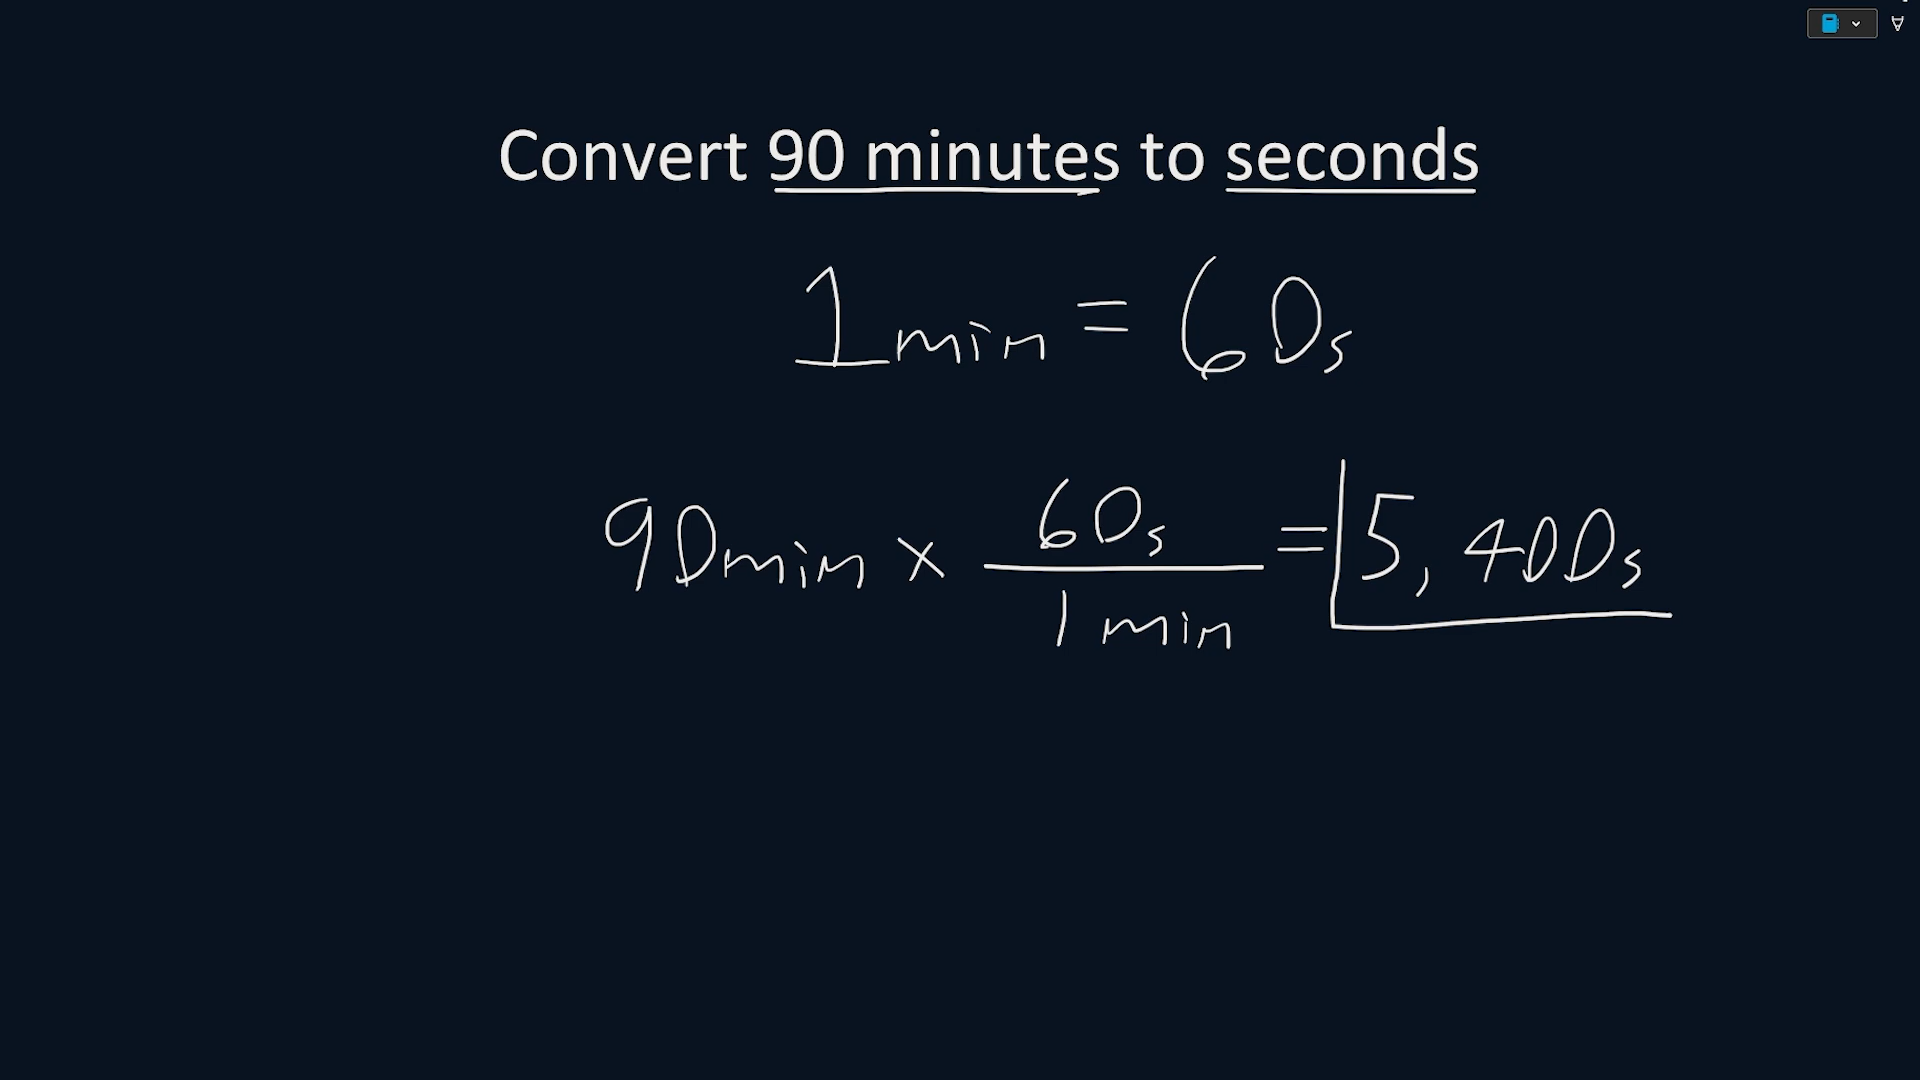 Convert 90 minutes to seconds
1min = 60s
90min x 60s / 1min = 5,400s